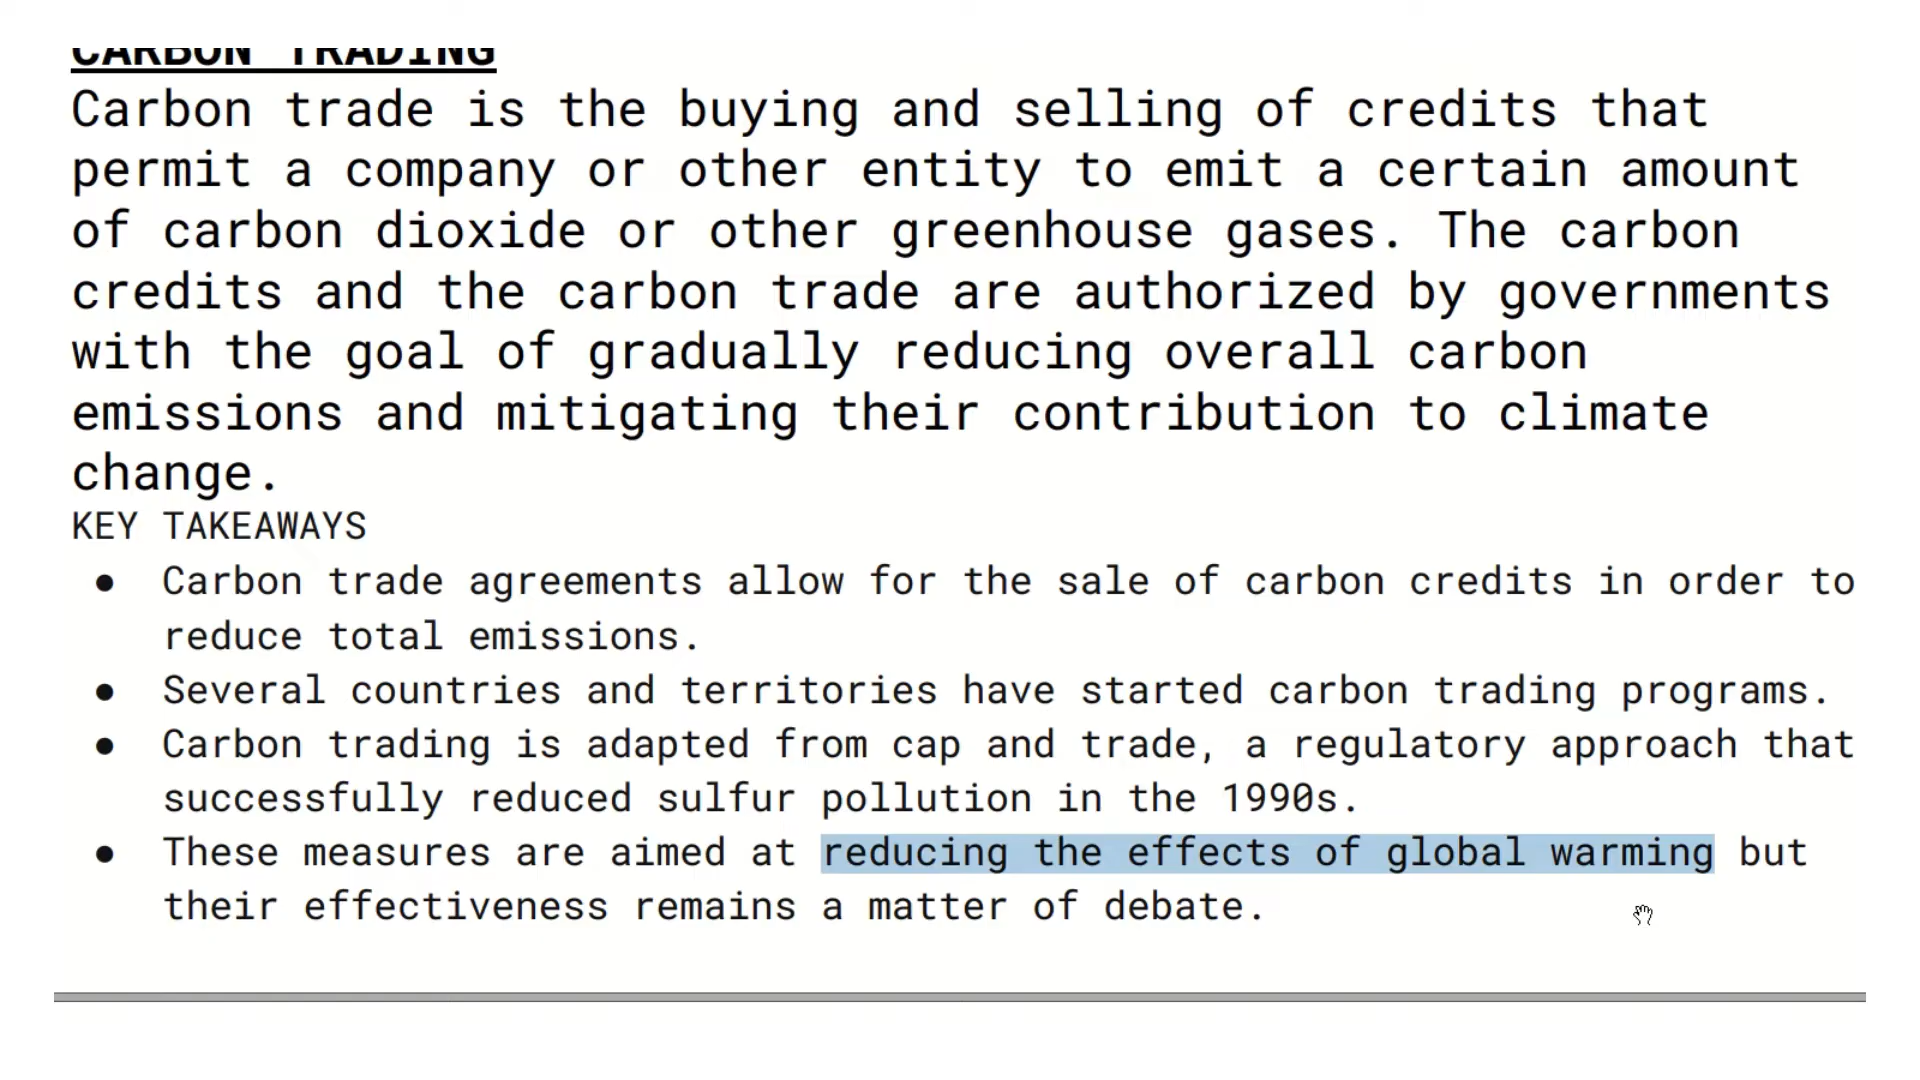 CARBON TRADING
Carbon trade is the buying and selling of credits that
permit a company or other entity to emit a certain amount
of carbon dioxide or other greenhouse gases. The carbon
credits and the carbon trade are authorized by governments
with the goal of gradually reducing overall carbon
emissions and mitigating their contribution to climate
change.
KEY TAKEAWAYS
● Carbon trade agreements allow for the sale of carbon credits in order to
reduce total emissions.
● Several countries and territories have started carbon trading programs.
● Carbon trading is adapted from cap and trade, a regulatory approach that
successfully reduced sulfur pollution in the 1990s.
● These measures are aimed at reducing the effects of global warming but
their effectiveness remains a matter of debate.